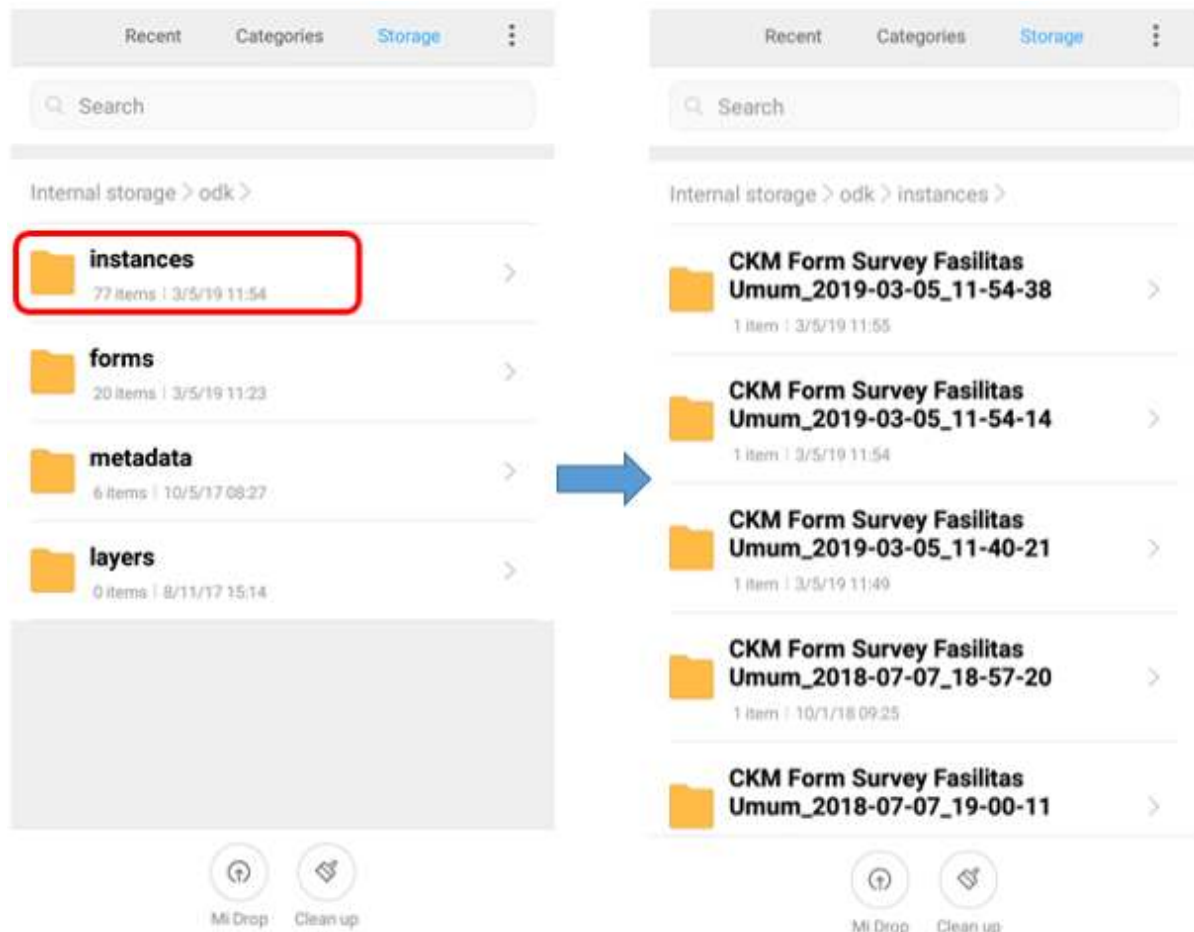 Recent Categories Storage
Search
Internal storage > odk >
instances
77 items | 3/5/19 11:54
forms
20 items | 3/5/19 11:23
metadata
6 items | 10/5/17 08:27
layers
0 items | 8/11/17 15:14
Mi Drop Clean up
Recent Categories Storage
Search
Internal storage > odk > instances >
CKM Form Survey Fasilitas
Umum_2019-03-05_11-54-38
1 item | 3/5/19 11:55
CKM Form Survey Fasilitas
Umum_2019-03-05_11-54-14
1 item | 3/5/19 11:54
CKM Form Survey Fasilitas
Umum_2019-03-05_11-40-21
1 item | 3/5/19 11:49
CKM Form Survey Fasilitas
Umum_2018-07-07_18-57-20
1 item | 10/1/18 09:25
CKM Form Survey Fasilitas
Umum_2018-07-07_19-00-11
Mi Drop Clean up